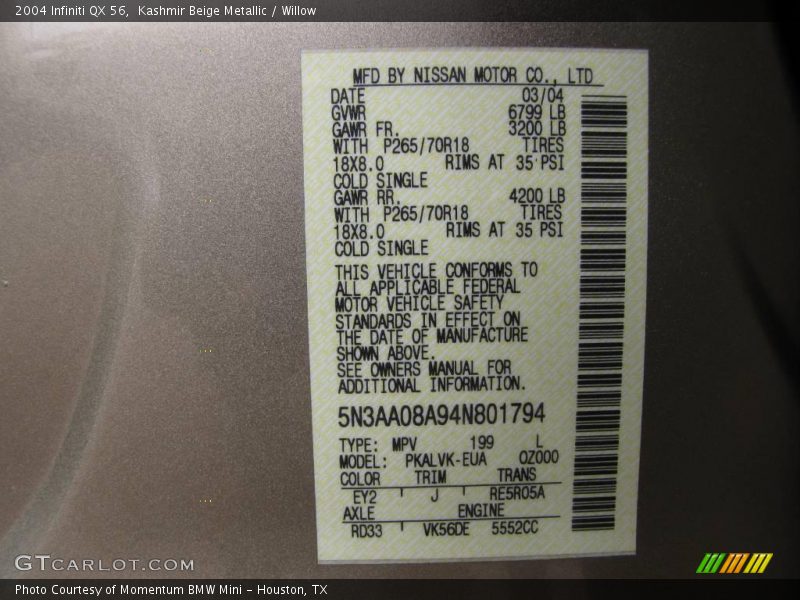 2004 Infiniti QX 56,  Kashmir Beige Metallic / Willow
MFD BY NISSAN MOTOR CO., LTD
DATE 03/04
GVWR 6799 LB
GAWR FR. 3200 LB
WITH P265/70R18 TIRES
18X8.0 RIMS AT 35 PSI
COLD SINGLE
GAWR RR. 4200 LB
WITH P265/70R18 TIRES
18X8.0 RIMS AT 35 PSI
COLD SINGLE
THIS VEHICLE CONFORMS TO
ALL APPLICABLE FEDERAL
MOTOR VEHICLE SAFETY
STANDARDS IN EFFECT ON
THE DATE OF MANUFACTURE
SHOWN ABOVE.
SEE OWNERS MANUAL FOR
ADDITIONAL INFORMATION.
5N3AA08A94N801794
TYPE: MPV 199 L
MODEL: PKALVK-EUA 0Z000
COLOR TRIM TRANS
EY2 J RE5R05A
AXLE ENGINE
RD33 VK56DE 5552CC
GTCARLOT.COM
Photo Courtesy of Momentum BMW Mini - Houston, TX